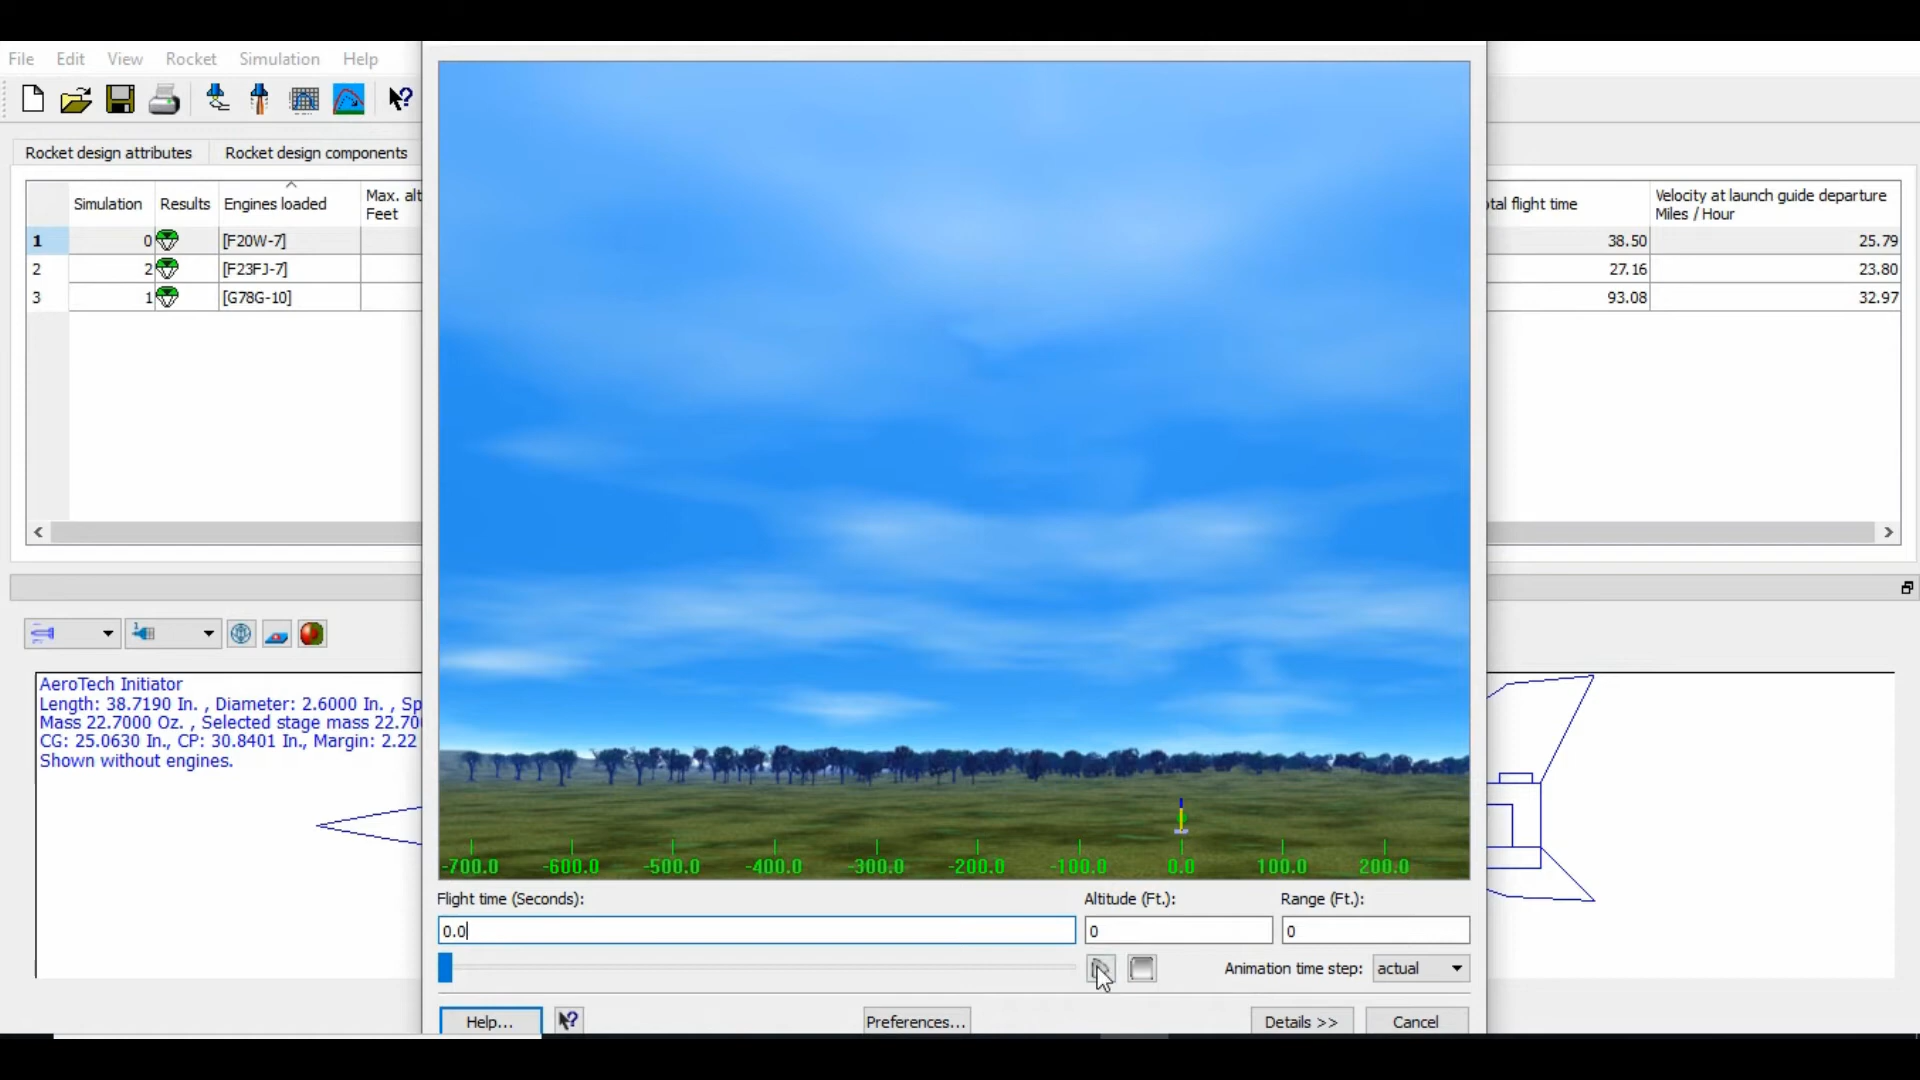 File Edit View Rocket Simulation Help
Rocket design attributes Rocket design components
Simulation Results Engines loaded Max. alt
Feet
otal flight time Velocity at launch guide departure
Miles / Hour
1 0 [F20W-7] 38.50 25.79
2 2 [F23FJ-7] 27.16 23.80
3 1 [G78G-10] 93.08 32.97
AeroTech Initiator
Length: 38.7190 In. , Diameter: 2.6000 In. , Sp
Mass 22.7000 Oz. , Selected stage mass 22.700
CG: 25.0630 In., CP: 30.8401 In., Margin: 2.22
Shown without engines.
-700.0 -600.0 -500.0 -400.0 -300.0 -200.0 -100.0 0.0 100.0 200.0
Flight time (Seconds): Altitude (Ft.): Range (Ft.):
0.0 0 0
Animation time step: actual
Help... Preferences... Details >> Cancel